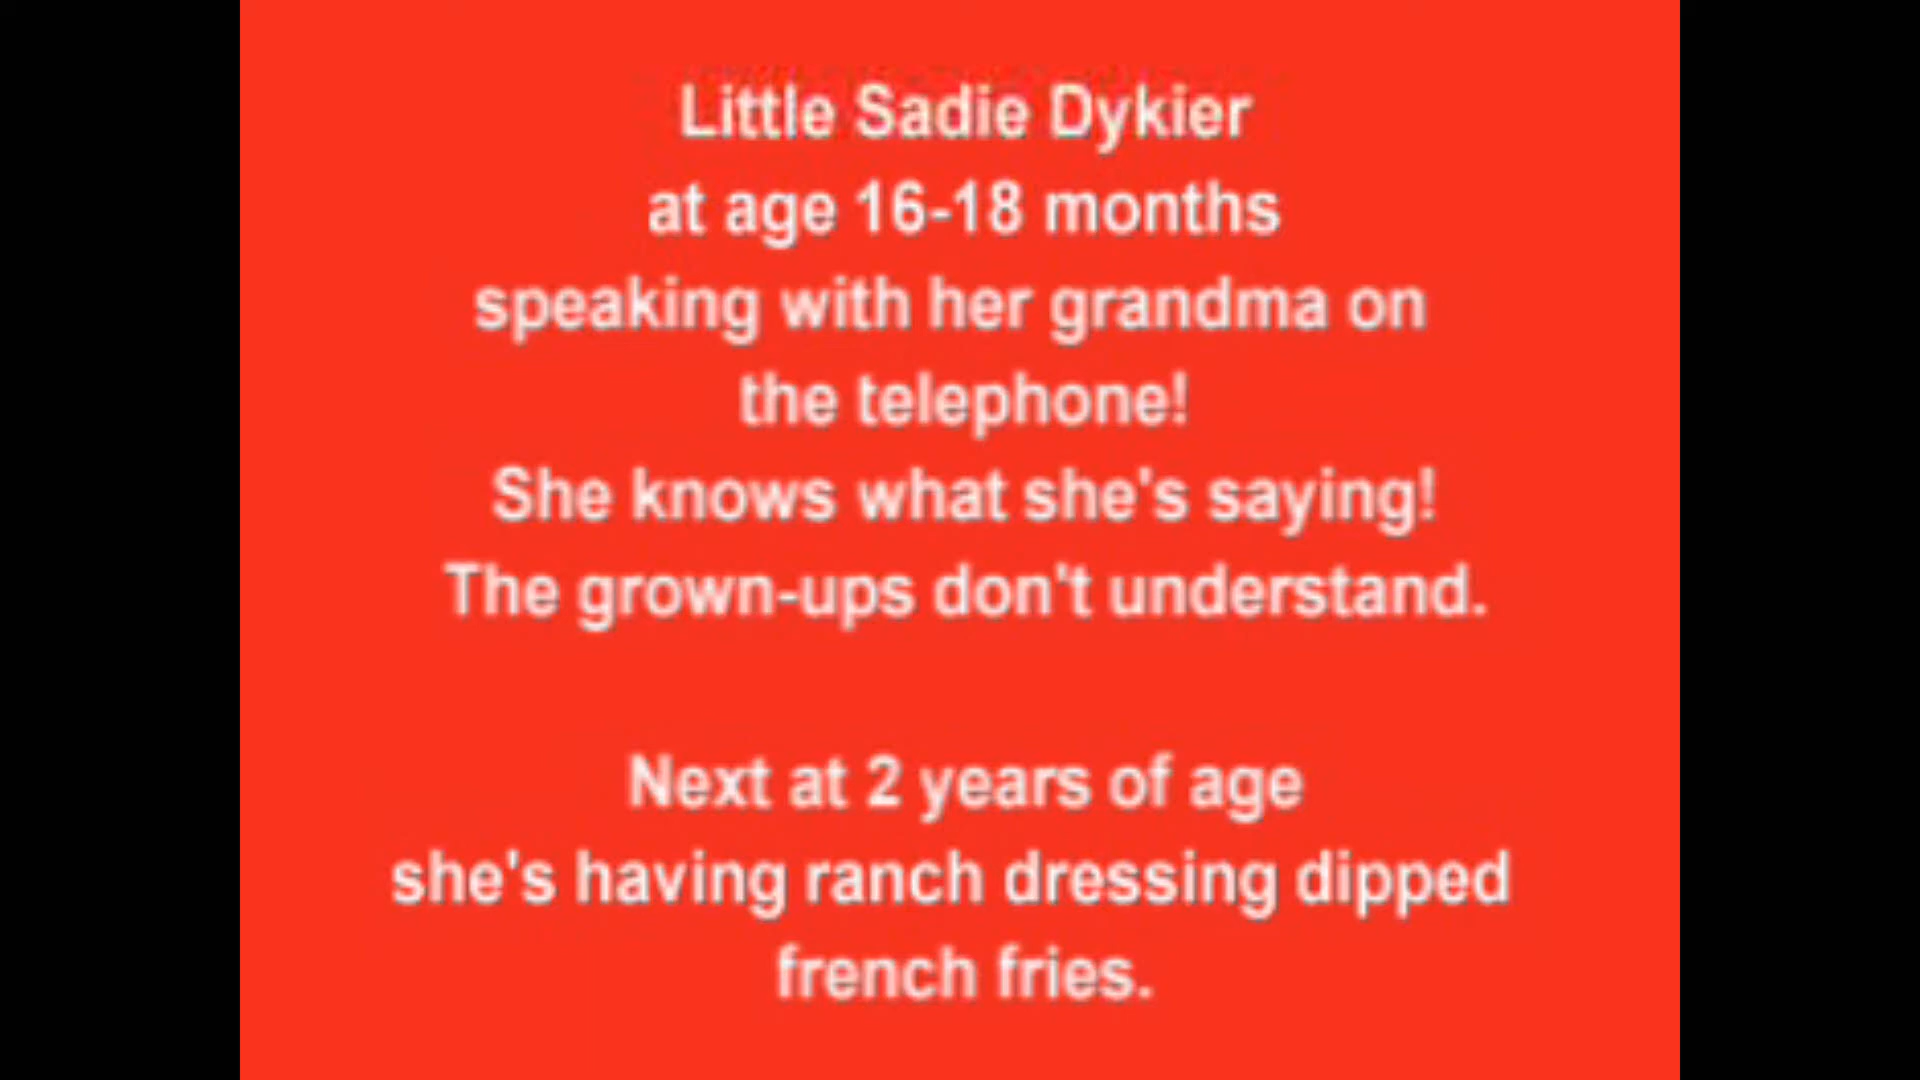 Little Sadie Dykier
at age 16-18 months
speaking with her grandma on
the telephone!
She knows what she's saying!
The grown-ups don't understand.
Next at 2 years of age
she's having ranch dressing dipped
french fries.